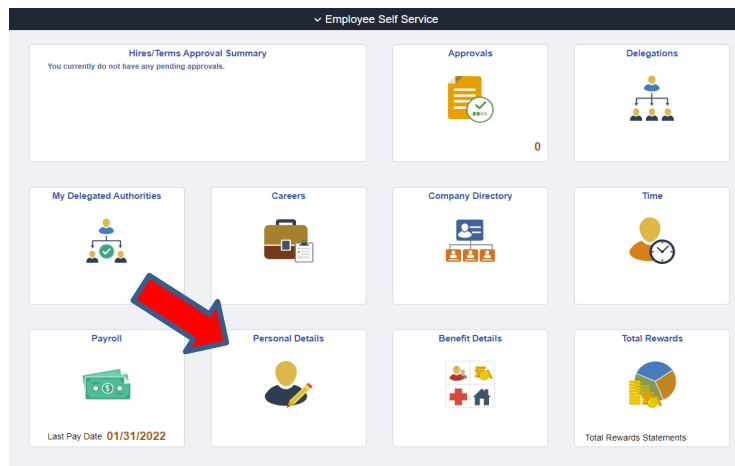 Employee Self Service
Hires/Terms Approval Summary
You currently do not have any pending approvals.
Approvals
0
Delegations
My Delegated Authorities
Careers
Company Directory
Time
Payroll
Last Pay Date 01/31/2022
Personal Details
Benefit Details
Total Rewards
Total Rewards Statements